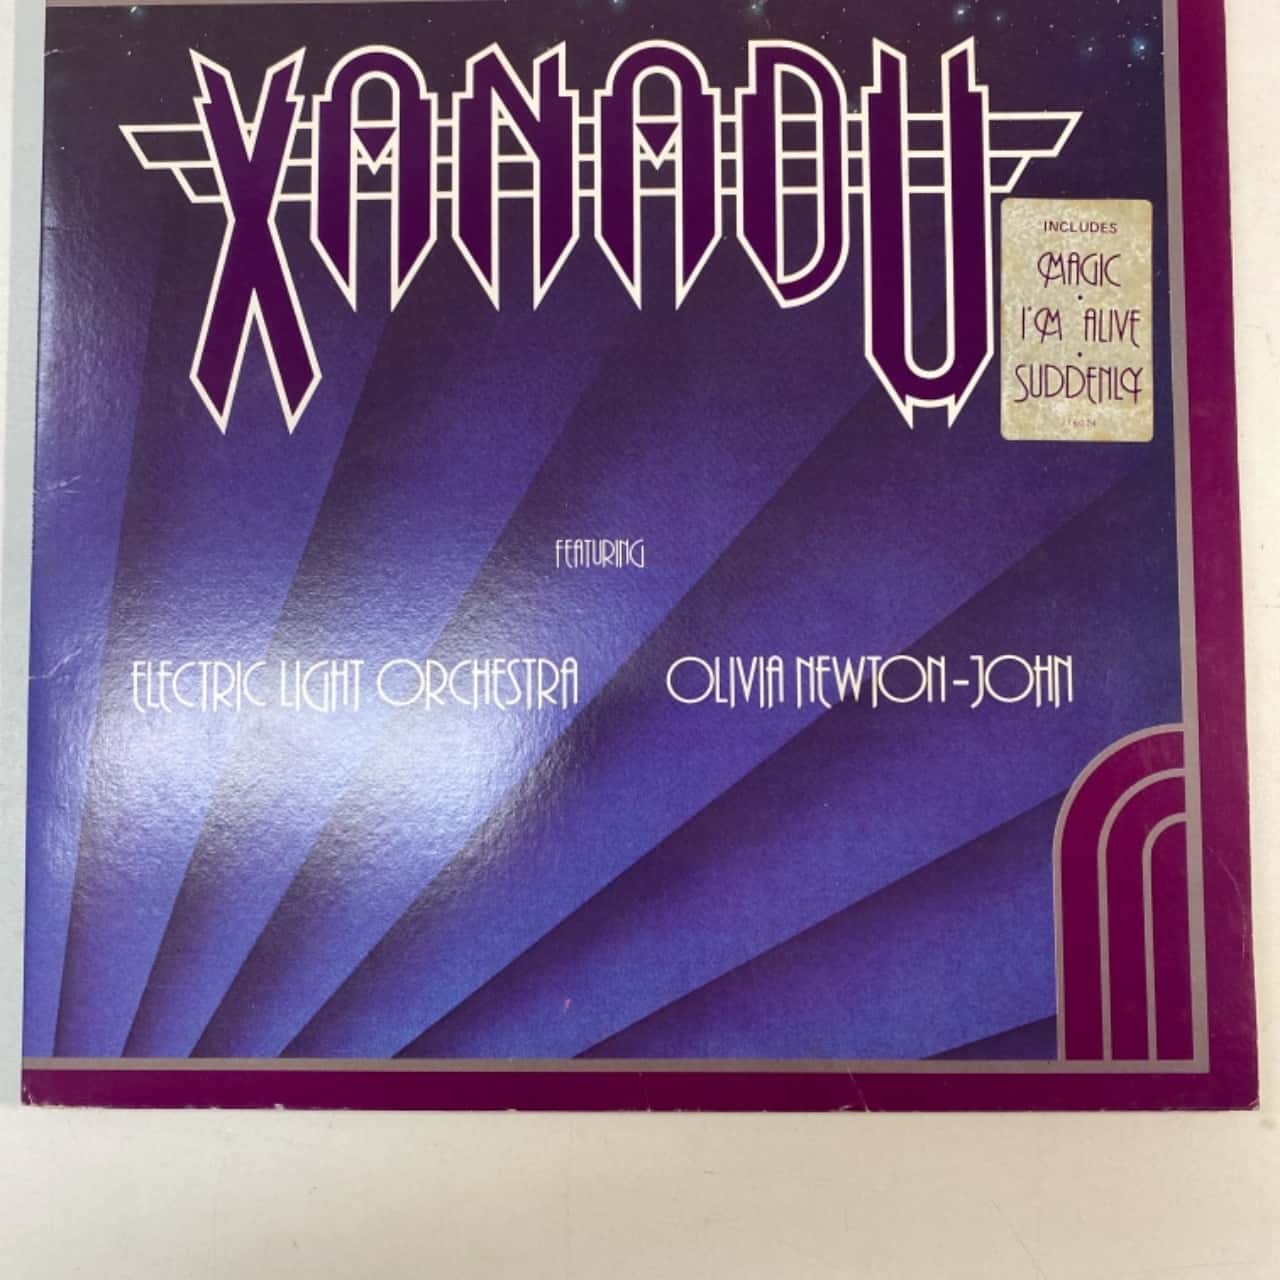 XANADU
INCLUDES
MAGIC
•
I'M ALIVE
•
SUDDENLY
FEATURING
ELECTRIC LIGHT ORCHESTRA OLIVIA NEWTON-JOHN